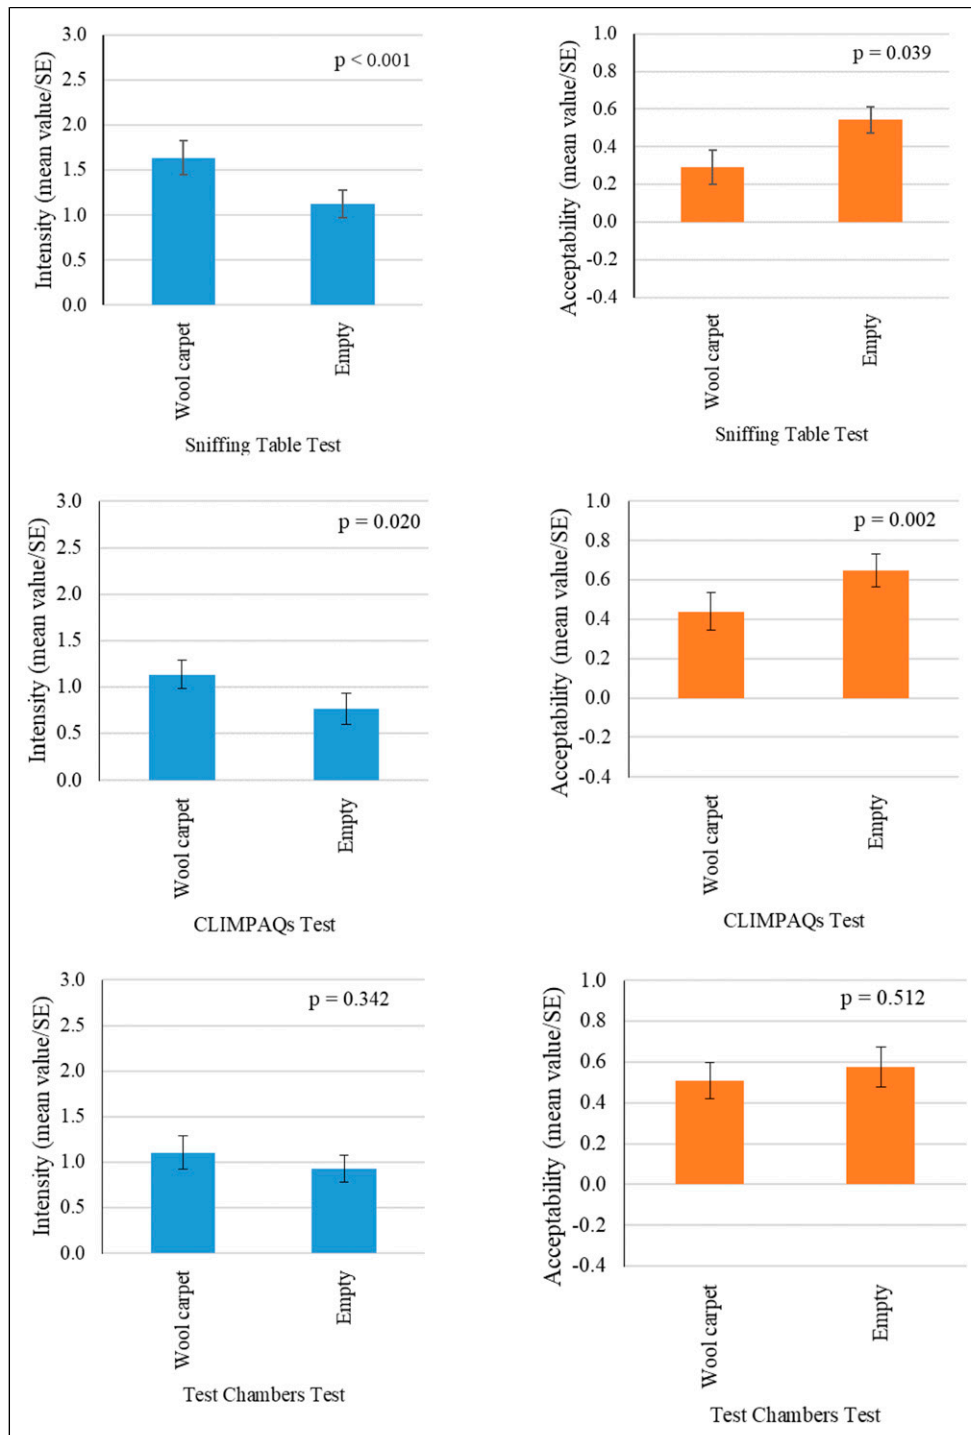 Intensity (mean value/SE)
3.0
2.5
2.0
1.5
1.0
0.5
0.0
p < 0.001
Wool carpet
Empty
Sniffing Table Test
Acceptability (mean value/SE)
1.0
0.8
0.6
0.4
0.2
0.0
-0.2
-0.4
p = 0.039
Wool carpet
Empty
Sniffing Table Test
Intensity (mean value/SE)
3.0
2.5
2.0
1.5
1.0
0.5
0.0
p = 0.020
Wool carpet
Empty
CLIMPAQs Test
Acceptability (mean value/SE)
1.0
0.8
0.6
0.4
0.2
0.0
-0.2
-0.4
p = 0.002
Wool carpet
Empty
CLIMPAQs Test
Intensity (mean value/SE)
3.0
2.5
2.0
1.5
1.0
0.5
0.0
p = 0.342
Wool carpet
Empty
Test Chambers Test
Acceptability (mean value/SE)
1.0
0.8
0.6
0.4
0.2
0.0
-0.2
-0.4
p = 0.512
Wool carpet
Empty
Test Chambers Test